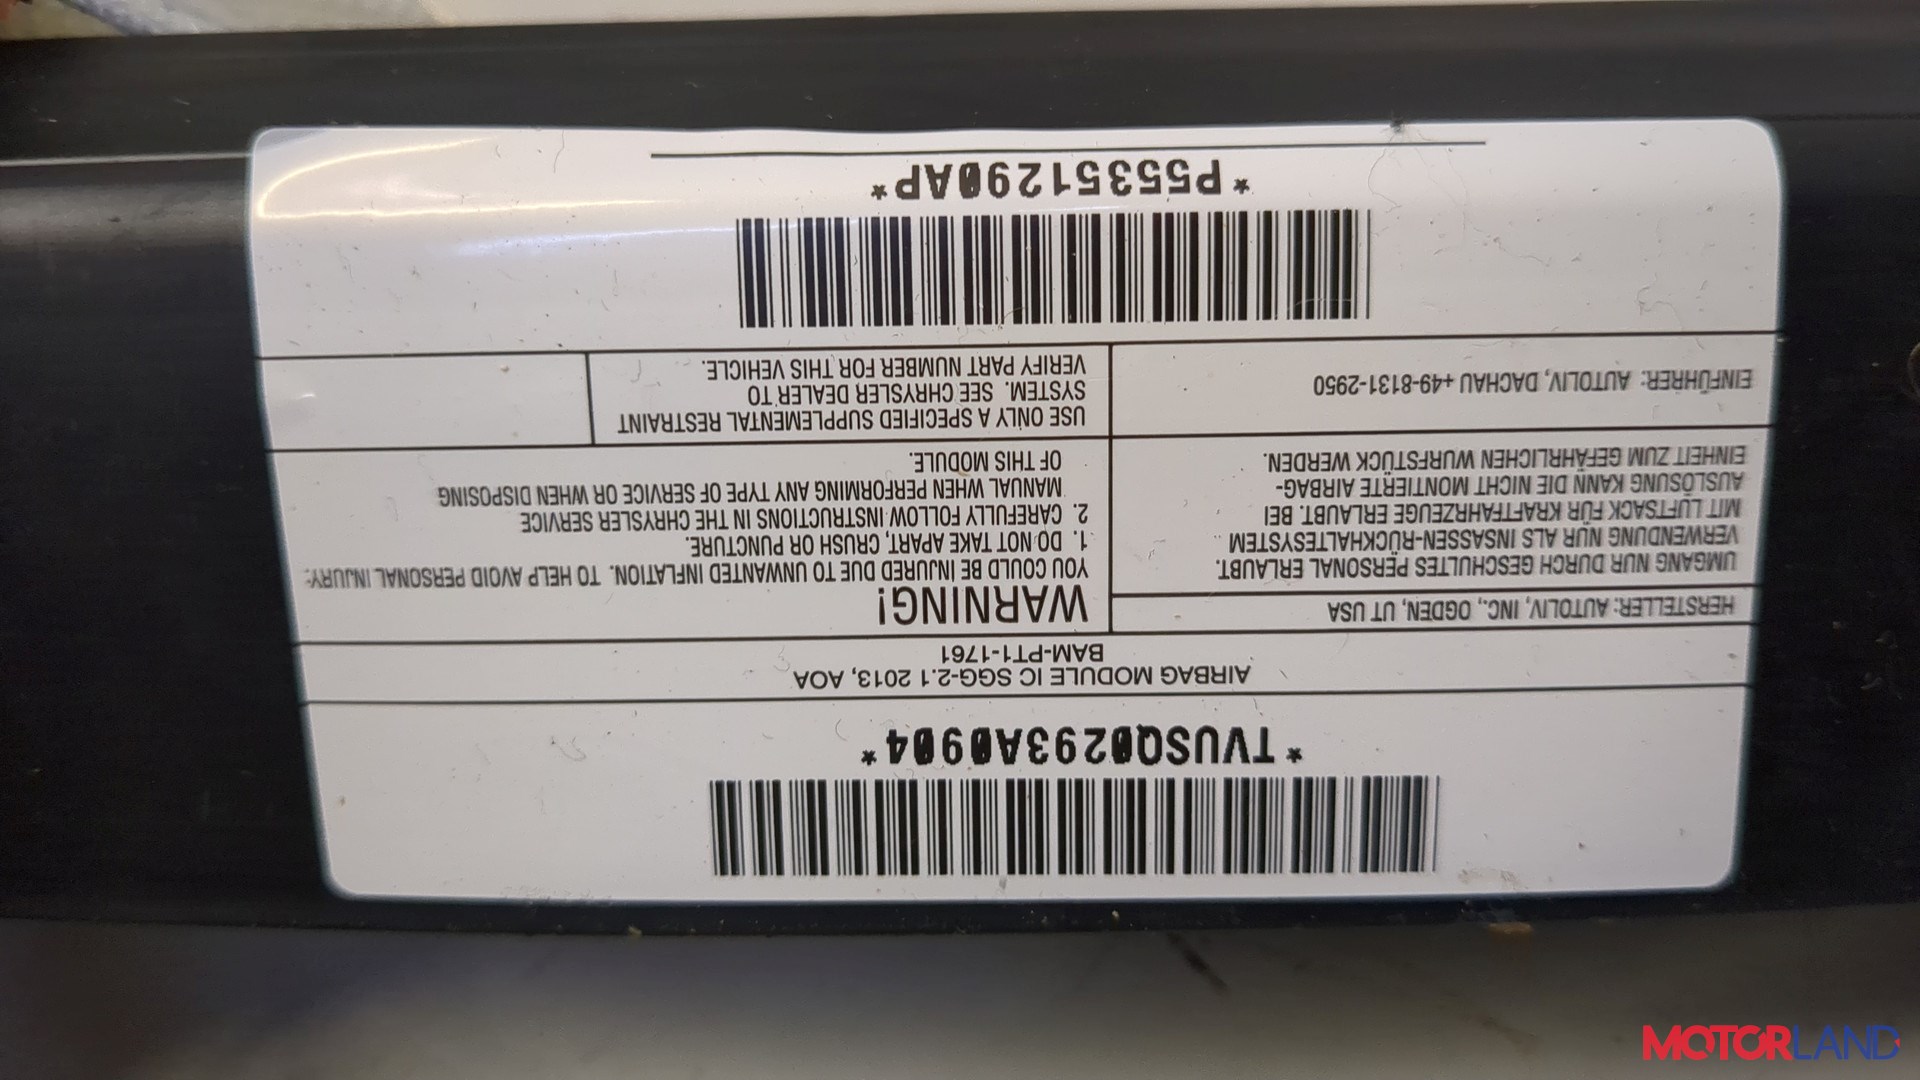 *TVUSQ0293A0904*
AIRBAG MODULE IC SGG-2.1 2013, AOA
BAM-PT1-1761
HERSTELLER: AUTOLIV, INC., OGDEN, UT USA
UMGANG NUR DURCH GESCHULTES PERSONAL ERLAUBT.
VERWENDUNG NUR ALS INSASSEN-RÜCKHALTESYSTEM
MIT LUFTSACK FÜR KRAFTFAHRZEUGE ERLAUBT. BEI
AUSLÖSUNG KANN DIE NICHT MONTIERTE AIRBAG-
EINHEIT ZUM GEFÄHRLICHEN WURFSTÜCK WERDEN.
EINFÜHRER: AUTOLIV, DACHAU +49-8131-2950
WARNING!
YOU COULD BE INJURED DUE TO UNWANTED INFLATION. TO HELP AVOID PERSONAL INJURY:
1. DO NOT TAKE APART, CRUSH OR PUNCTURE.
2. CAREFULLY FOLLOW INSTRUCTIONS IN THE CHRYSLER SERVICE
MANUAL WHEN PERFORMING ANY TYPE OF SERVICE OR WHEN DISPOSING
OF THIS MODULE.
USE ONLY A SPECIFIED SUPPLEMENTAL RESTRAINT
SYSTEM. SEE CHRYSLER DEALER TO
VERIFY PART NUMBER FOR THIS VEHICLE.
*P55351290AP*
MOTORLAND